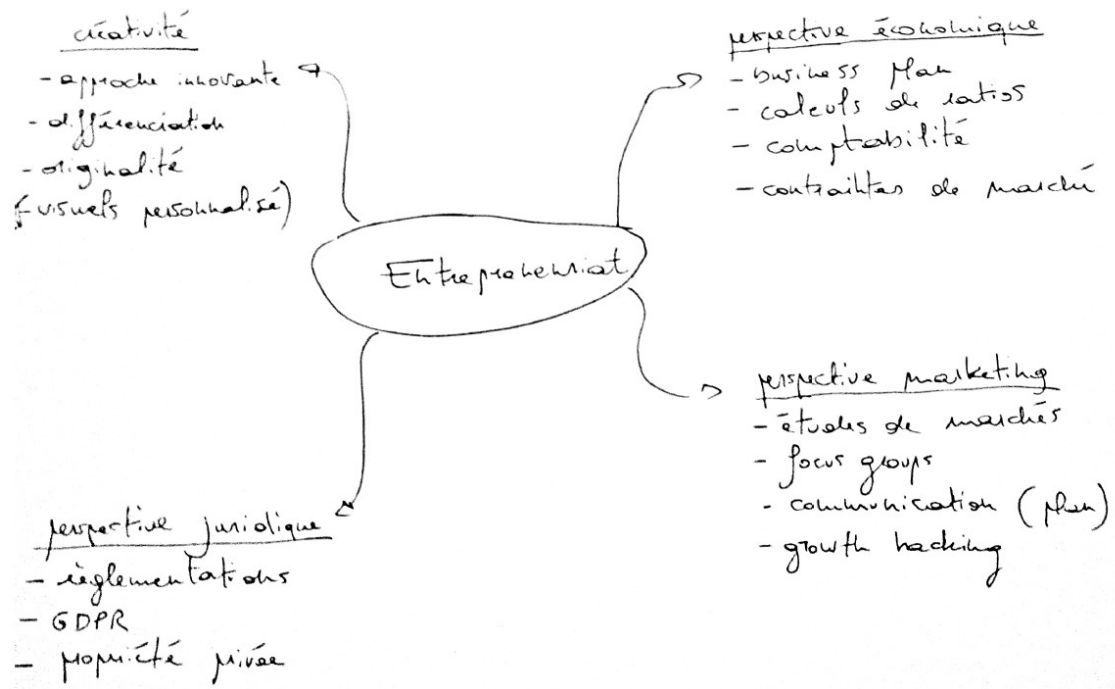 créativité
- approche innovante
- différenciation
- originalité
(visuels personnalisé)
perspective économique
- business plan
- calculs de ratios
- comptabilité
- contraintes de marché
Entrepreneuriat
perspective marketing
- études de marchés
- focus groups
- communication (plan)
- growth hacking
perspective juridique
- règlementations
- GDPR
- propriété privée